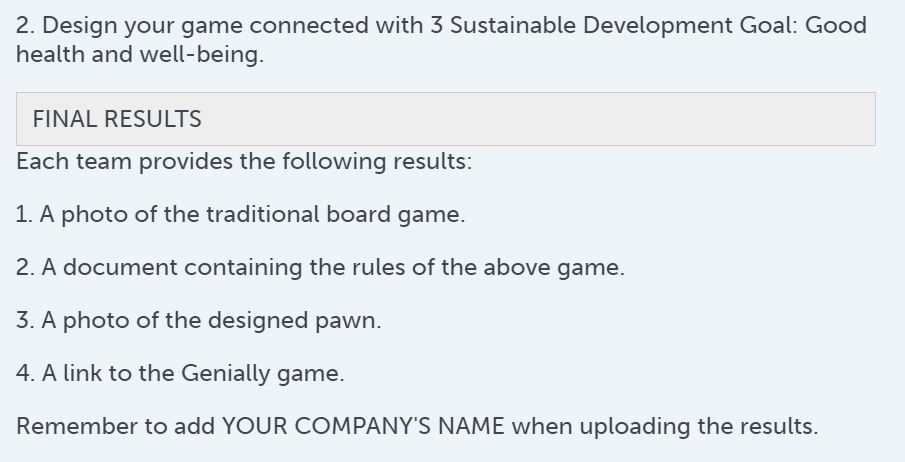 2. Design your game connected with 3 Sustainable Development Goal: Good
health and well-being.
FINAL RESULTS
Each team provides the following results:
1. A photo of the traditional board game.
2. A document containing the rules of the above game.
3. A photo of the designed pawn.
4. A link to the Genially game.
Remember to add YOUR COMPANY'S NAME when uploading the results.